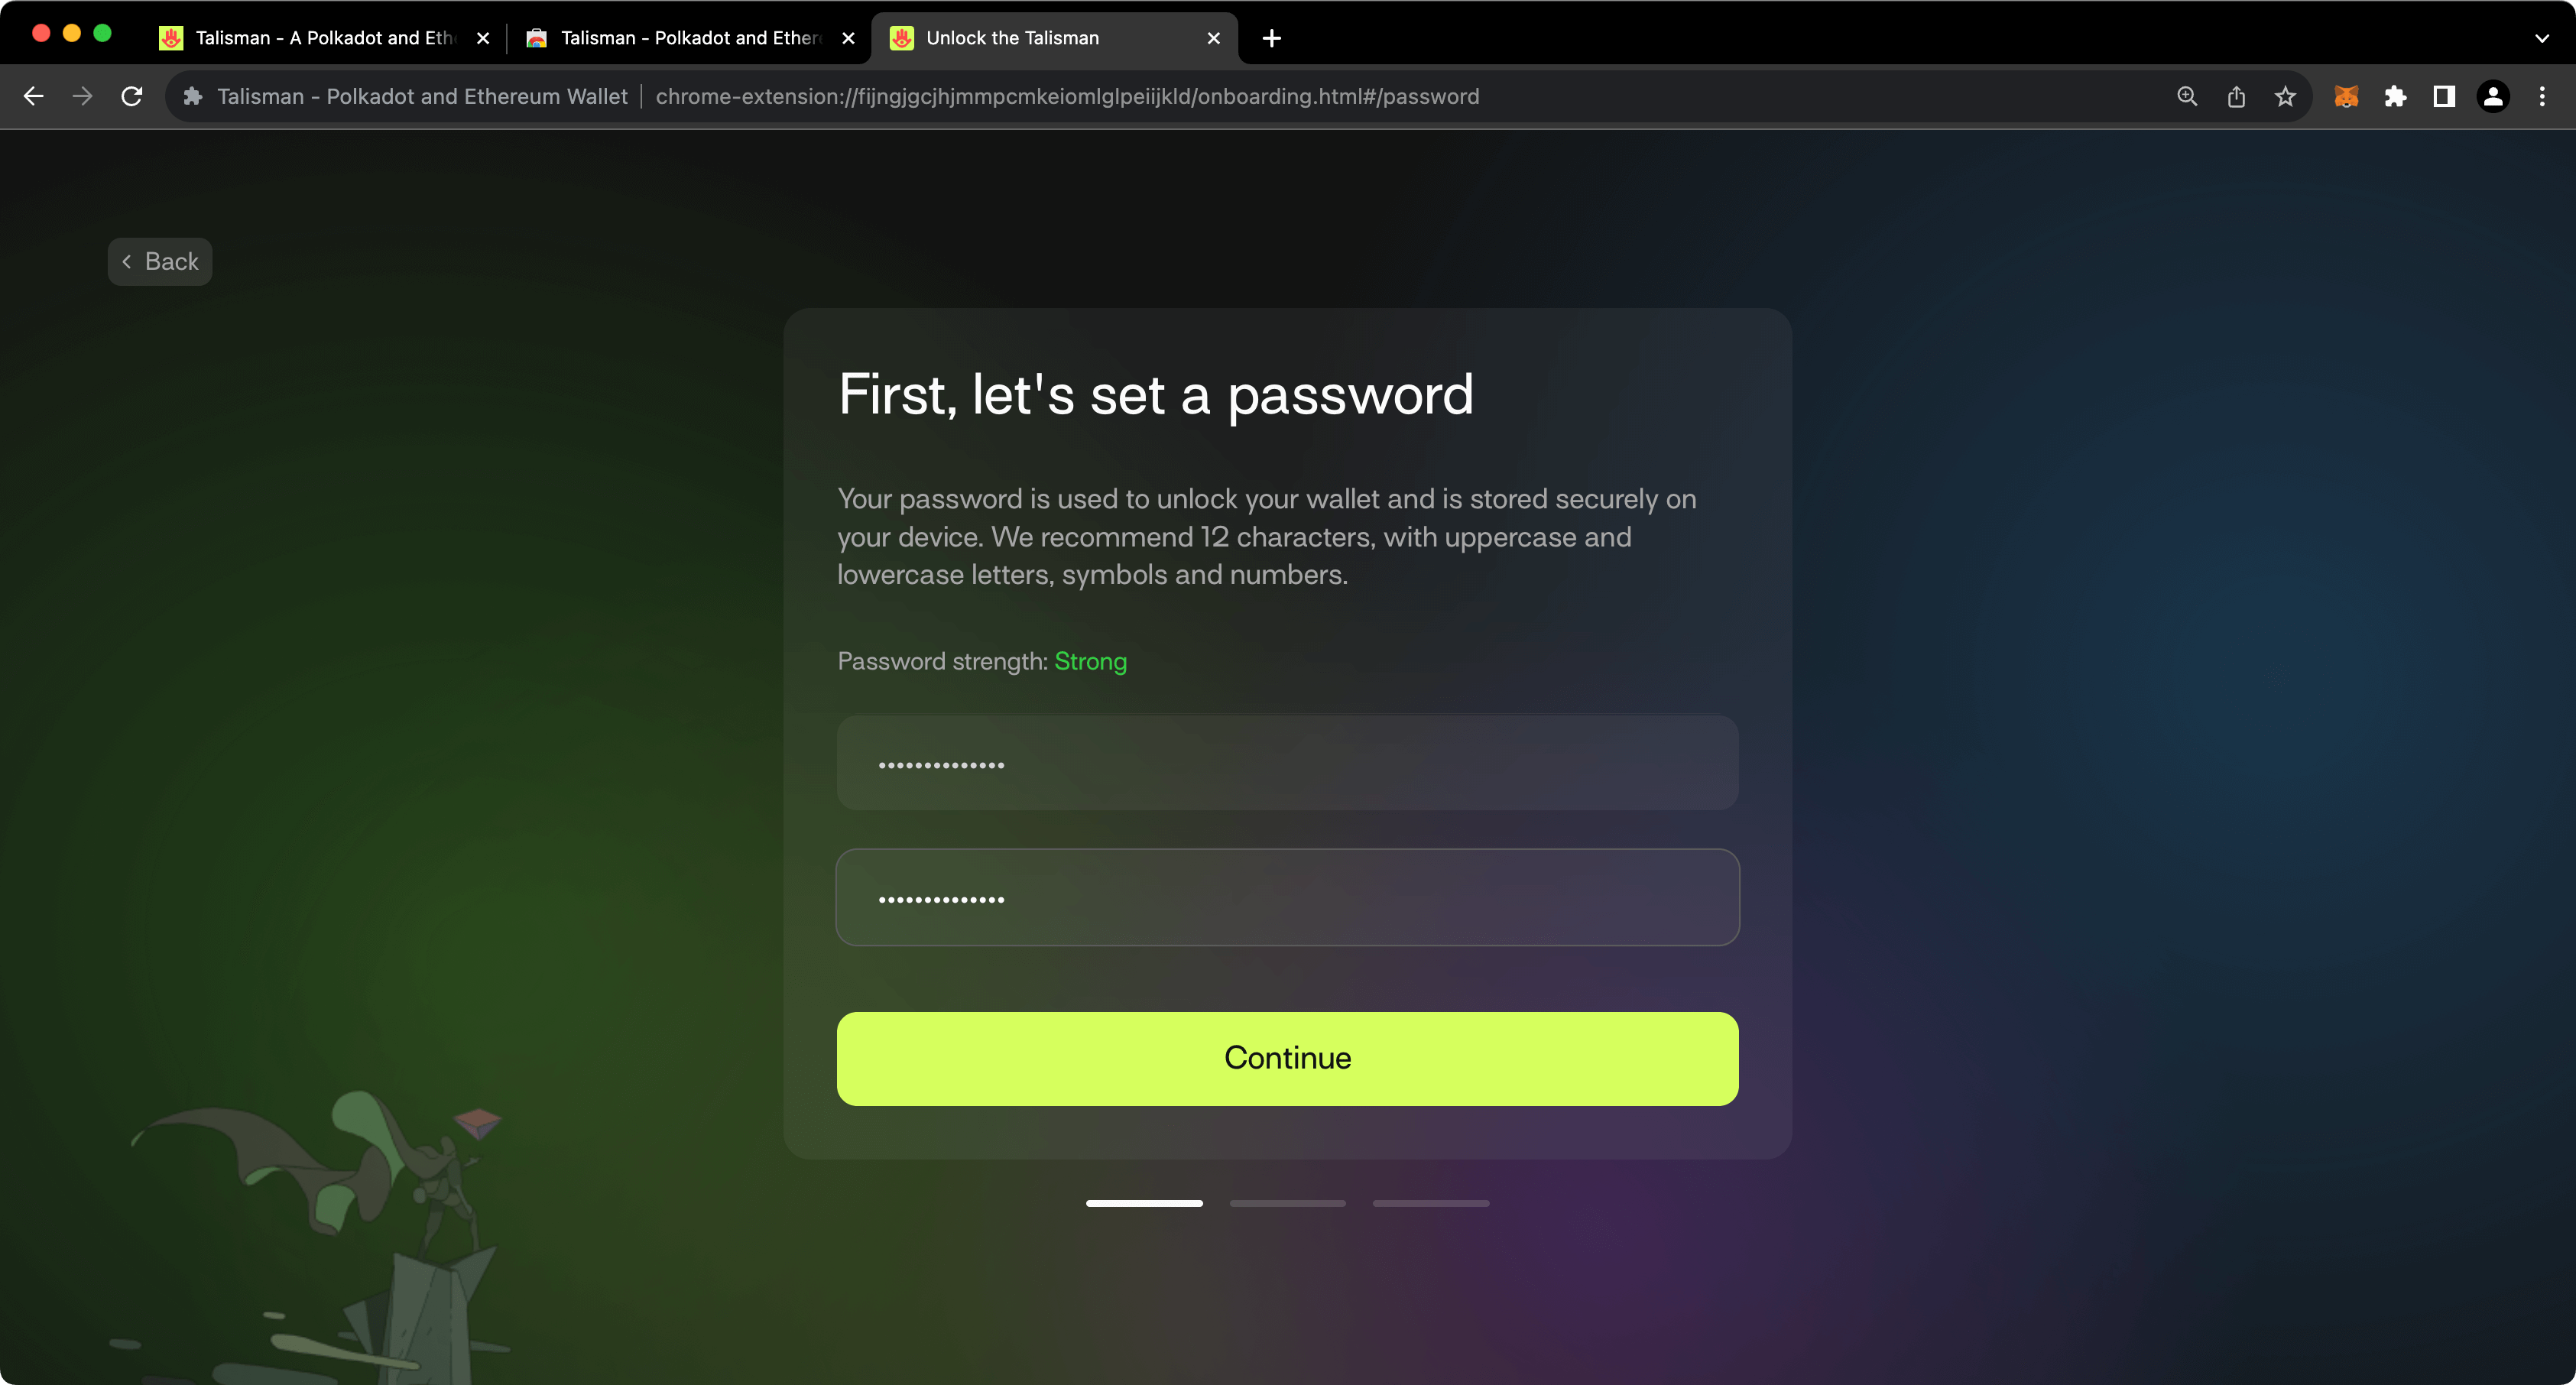 Talisman - A Polkadot and Eth
Talisman - Polkadot and Ether
Unlock the Talisman
Talisman - Polkadot and Ethereum Wallet
chrome-extension://fijngjgcjhjmmpcmkeiomlglpeiijkld/onboarding.html#/password
Back
First, let's set a password
Your password is used to unlock your wallet and is stored securely on
your device. We recommend 12 characters, with uppercase and
lowercase letters, symbols and numbers.
Password strength: Strong
••••••••••••••
••••••••••••••
Continue